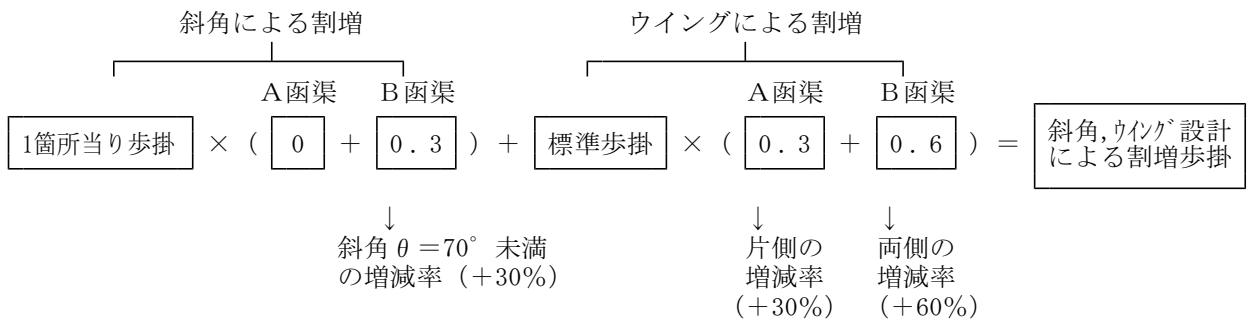 斜角による割増 ウイングによる割増
A函渠 B函渠 A函渠 B函渠
1箇所当り歩掛 × ( 0 + 0.3 ) + 標準歩掛 × ( 0.3 + 0.6 ) = 斜角,ウイング設計による割増歩掛
↓ ↓ ↓
斜角θ=70°未満 片側の 両側の
の増減率(+30%) 増減率 増減率
(+30%) (+60%)